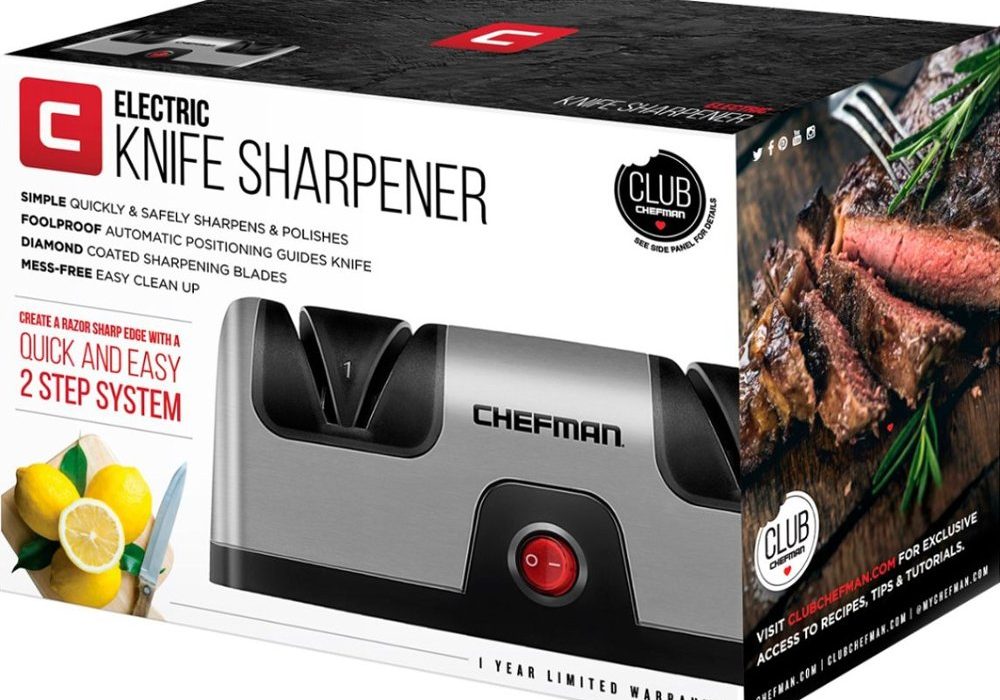 CHEFMAN
ELECTRIC
KNIFE SHARPENER
C
ELECTRIC
KNIFE SHARPENER
SIMPLE QUICKLY & SAFELY SHARPENS & POLISHES
FOOLPROOF AUTOMATIC POSITIONING GUIDES KNIFE
DIAMOND COATED SHARPENING BLADES
MESS-FREE EASY CLEAN UP
CREATE A RAZOR SHARP EDGE WITH A
QUICK AND EASY
2 STEP SYSTEM
CLUB
CHEFMAN
SEE SIDE PANEL FOR DETAILS
1
CHEFMAN.
1 YEAR LIMITED
CLUB
CHEFMAN
VISIT CLUBCHEFMAN.COM FOR EXCLUSIVE
ACCESS TO RECIPES, TIPS & TUTORIALS.
CHEFMAN.COM | CLUBCHEFMAN.COM | @MYCHEFMAN.COM